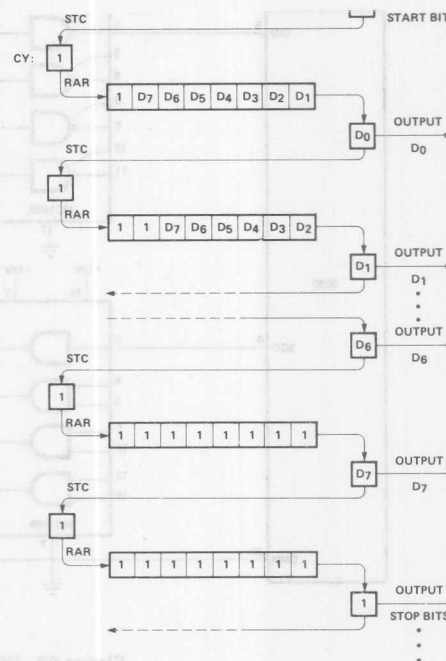 STC
START BIT
CY: 1
RAR
1 D7 D6 D5 D4 D3 D2 D1
OUTPUT
D0
D0
STC
1
RAR
1 1 D7 D6 D5 D4 D3 D2
OUTPUT
D1
D1
OUTPUT
D6
D6
STC
1
RAR
1 1 1 1 1 1 1 1
OUTPUT
D7
D7
STC
1
RAR
1 1 1 1 1 1 1 1
OUTPUT
1
STOP BITS